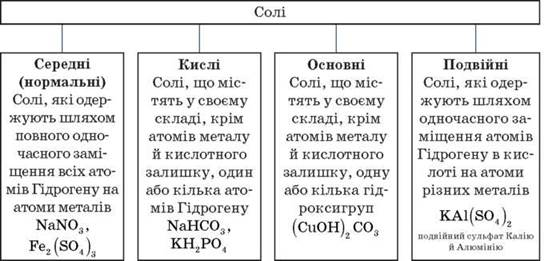 Солі
Середні
(нормальні)
Солі, які одер-
жують шляхом
повного одно-
часного замі-
щення всіх ато-
мів Гідрогену на
атоми металів
NaNO₃,
Fe₂(SO₄)₃
Кислі
Солі, що міс-
тять у своєму
складі, крім
атомів металу
й кислотного
залишку, один
або кілька ато-
мів Гідрогену
NaHCO₃,
KH₂PO₄
Основні
Солі, що міс-
тять у своєму
складі, крім
атомів металу
й кислотного
залишку, одну
або кілька гід-
роксигруп
(CuOH)₂CO₃
Подвійні
Солі, які одер-
жують шляхом
одночасного за-
міщення атомів
Гідрогену в кис-
лоті на атоми
різних металів
KAl(SO₄)₂
подвійний сульфат Калію
й Алюмінію